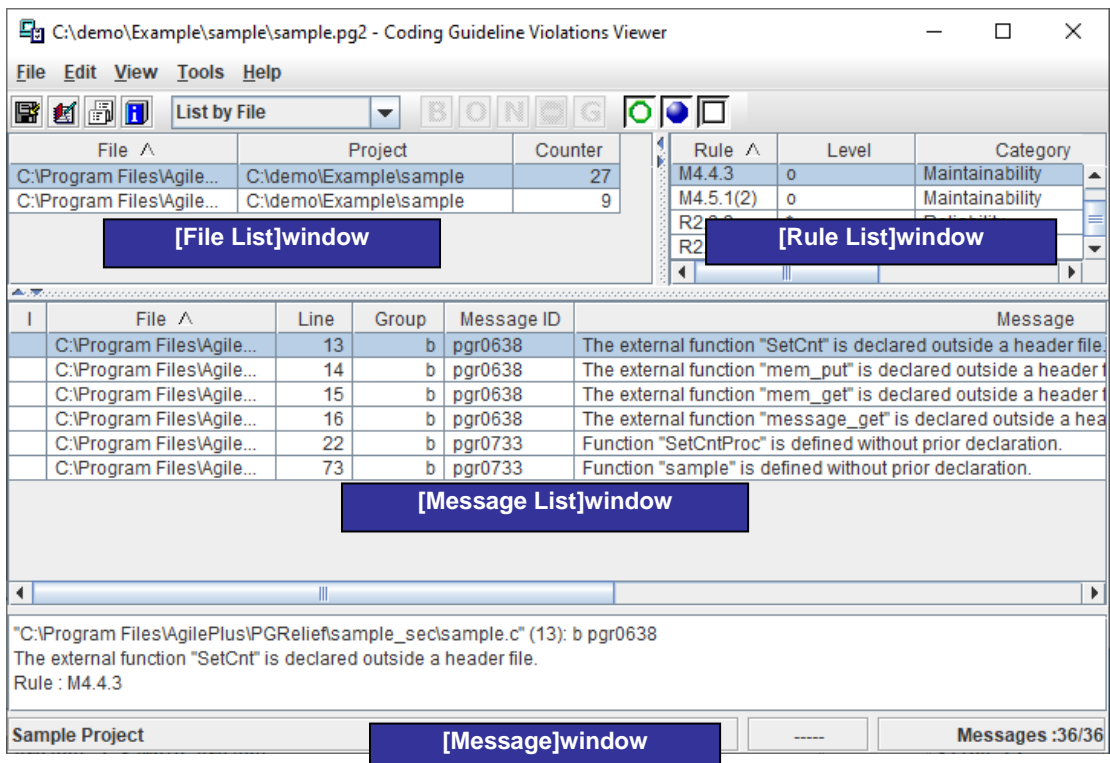 C:\demo\Example\sample\sample.pg2 - Coding Guideline Violations Viewer
File Edit View Tools Help
List by File B O N G
File Project Counter
C:\Program Files\Agile... C:\demo\Example\sample 27
C:\Program Files\Agile... C:\demo\Example\sample 9
[File List]window
Rule Level Category
M4.4.3 o Maintainability
M4.5.1(2) o Maintainability
R2
R2
[Rule List]window
I File Line Group Message ID Message
C:\Program Files\Agile... 13 b pgr0638 The external function "SetCnt" is declared outside a header file.
C:\Program Files\Agile... 14 b pgr0638 The external function "mem_put" is declared outside a header f
C:\Program Files\Agile... 15 b pgr0638 The external function "mem_get" is declared outside a header f
C:\Program Files\Agile... 16 b pgr0638 The external function "message_get" is declared outside a hea
C:\Program Files\Agile... 22 b pgr0733 Function "SetCntProc" is defined without prior declaration.
C:\Program Files\Agile... 73 b pgr0733 Function "sample" is defined without prior declaration.
[Message List]window
"C:\Program Files\AgilePlus\PGRelief\sample_sec\sample.c" (13): b pgr0638
The external function "SetCnt" is declared outside a header file.
Rule : M4.4.3
Sample Project ----- Messages :36/36
[Message]window